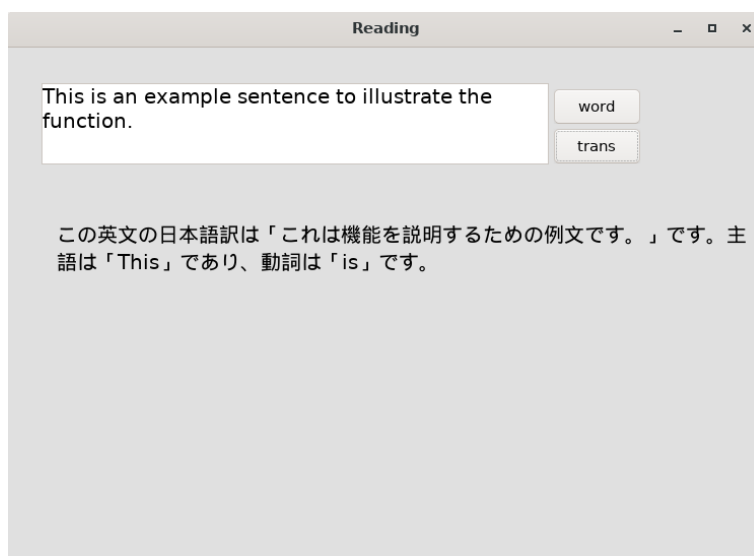 Reading
This is an example sentence to illustrate the
function.
word
trans
この英文の日本語訳は「これは機能を説明するための例文です。」です。主
語は「This」であり、動詞は「is」です。